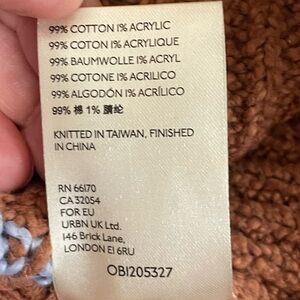 99% COTTON 1% ACRYLIC
99% COTON 1% ACRYLIQUE
99% BAUMWOLLE 1% ACRYL
99% COTONE 1% ACRILICO
99% ALGODÓN 1% ACRÍLICO
99% 棉 1% 腈纶
KNITTED IN TAIWAN, FINISHED
IN CHINA
RN 66170
CA 32054
FOR EU
URBN UK Ltd.
146 Brick Lane,
LONDON E1 6RU
OB1205327